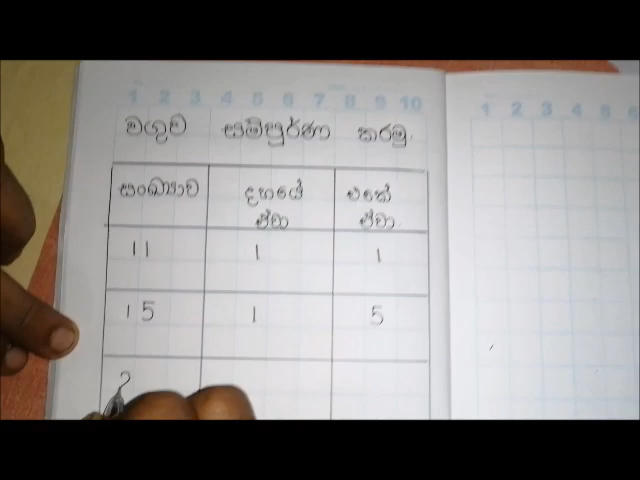 1 2 3 4 5 6 7 8 9 10
වගුව සම්පූර්ණ කරමු.
සංඛ්‍යාව දහයේ ඒවා එකේ ඒවා
11 1 1
15 1 5
2
1 2 3 4 5 6